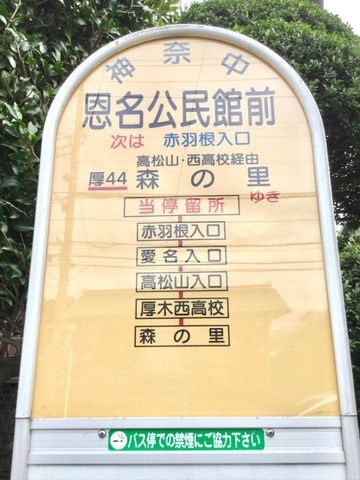 神奈中
恩名公民館前
次は 赤羽根入口
高松山・西高校経由
厚44 森の里
ゆき
当停留所
赤羽根入口
愛名入口
高松山入口
厚木西高校
森の里
バス停での禁煙にご協力下さい